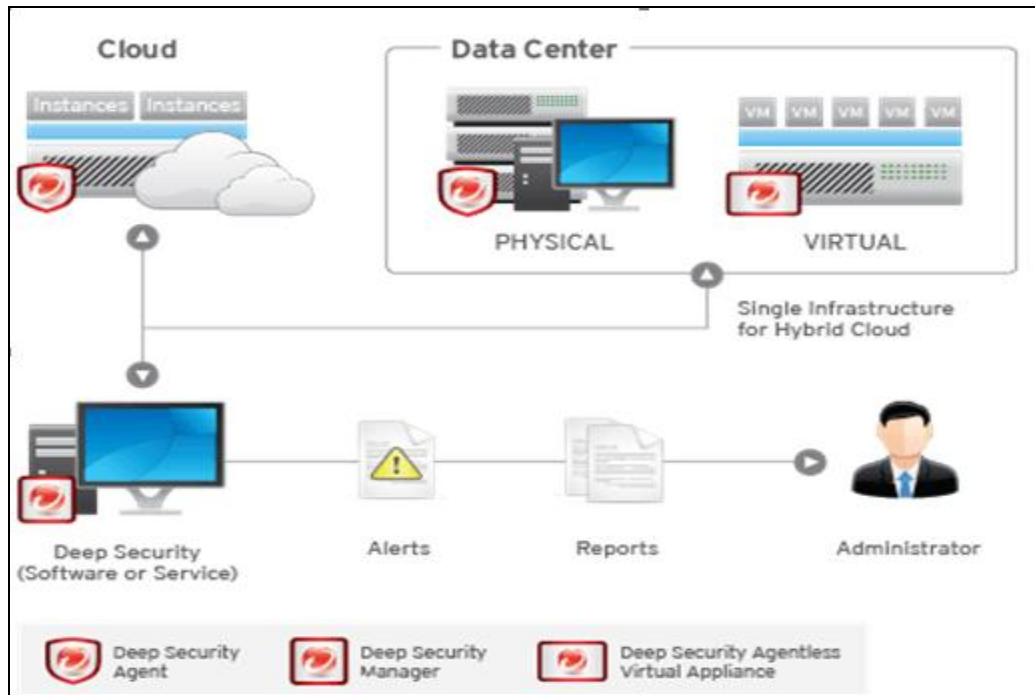 Cloud
Data Center
Instances Instances
VM VM VM VM VM
PHYSICAL
VIRTUAL
Single Infrastructure
for Hybrid Cloud
Deep Security
(Software or Service)
Alerts
Reports
Administrator
Deep Security
Agent
Deep Security
Manager
Deep Security Agentless
Virtual Appliance